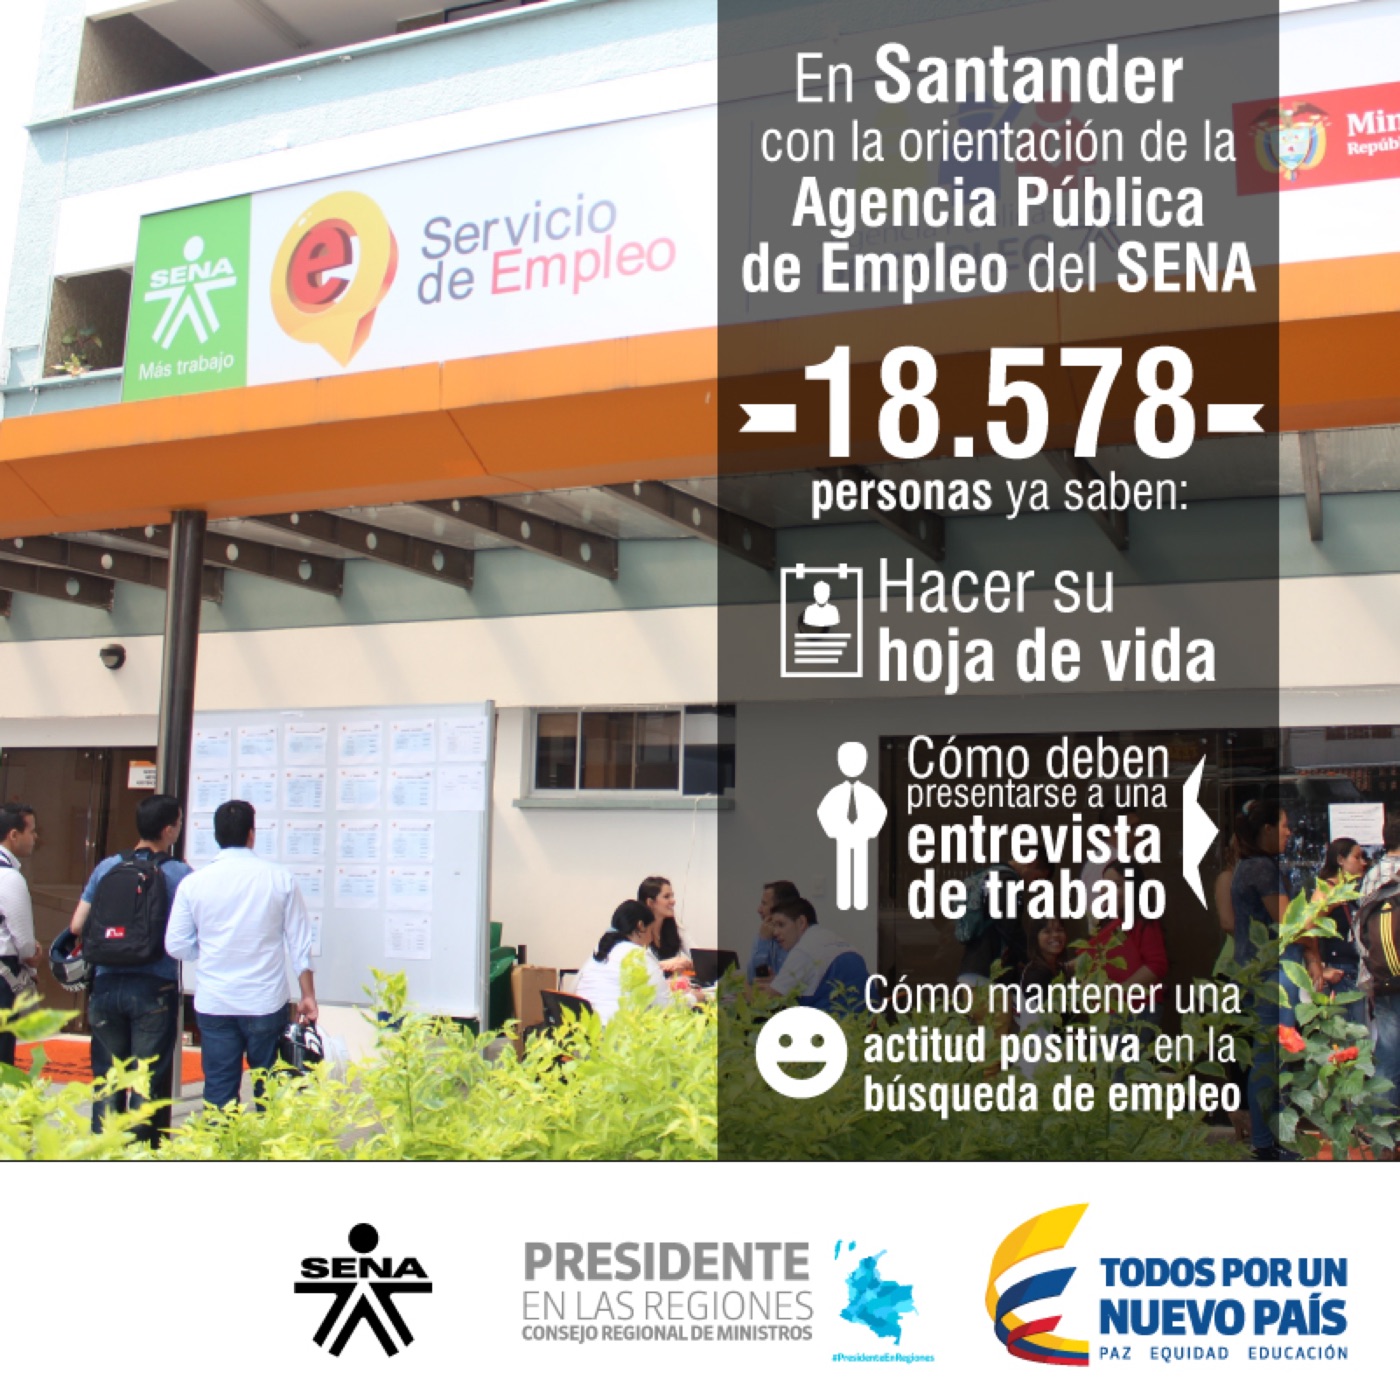 En Santander
con la orientación de la
Agencia Pública
de Empleo del SENA
18.578
personas ya saben:
Hacer su
hoja de vida
Cómo deben
presentarse a una
entrevista
de trabajo
Cómo mantener una
actitud positiva en la
búsqueda de empleo
SENA
Más trabajo
e
Servicio
de Empleo
SENA
PRESIDENTE
EN LAS REGIONES
CONSEJO REGIONAL DE MINISTROS
#PresidenteEnRegiones
TODOS POR UN
NUEVO PAÍS
PAZ EQUIDAD EDUCACIÓN